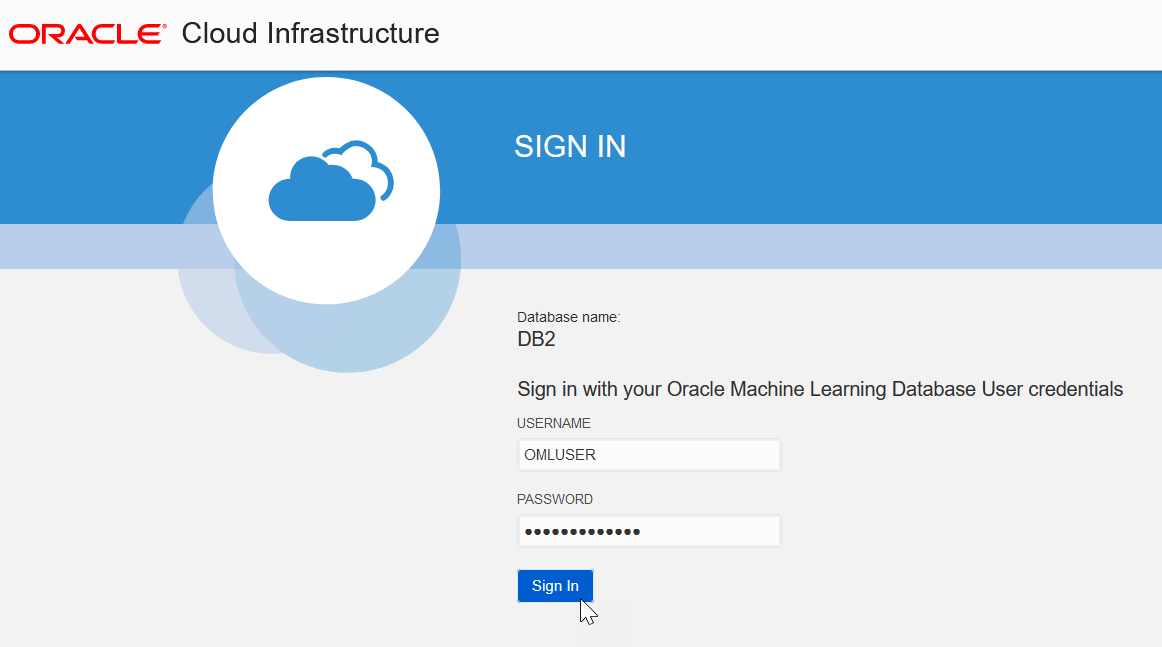 ORACLE® Cloud Infrastructure
SIGN IN
Database name:
DB2
Sign in with your Oracle Machine Learning Database User credentials
USERNAME
OMLUSER
PASSWORD
•••••••••••••
Sign In